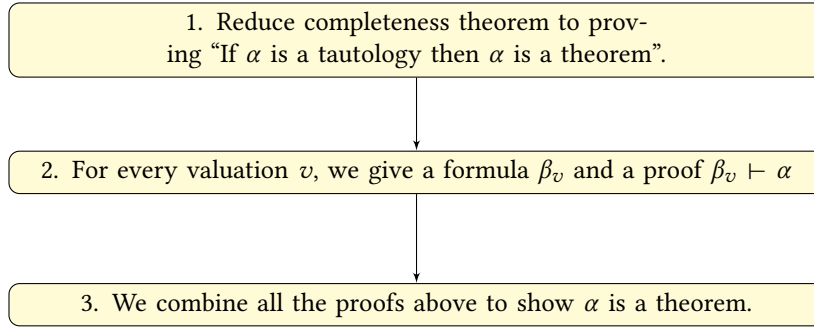 1. Reduce completeness theorem to prov-
ing “If α is a tautology then α is a theorem”.
2. For every valuation v, we give a formula βᵥ and a proof βᵥ ⊢ α
3. We combine all the proofs above to show α is a theorem.